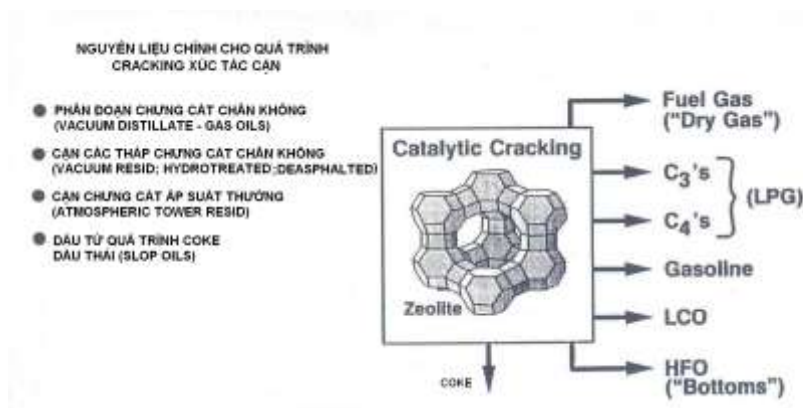 NGUYÊN LIỆU CHÍNH CHO QUÁ TRÌNH
CRACKING XÚC TÁC CẶN
PHÂN ĐOẠN CHƯNG CẤT CHÂN KHÔNG
(VACUUM DISTILLATE - GAS OILS)
CẶN CÁC THÁP CHƯNG CẤT CHÂN KHÔNG
(VACUUM RESID; HYDROTREATED ;DEASPHALTED)
CẶN CHƯNG CẤT ÁP SUẤT THƯỜNG
(ATMOSPHERIC TOWER RESID)
DẦU TỪ QUÁ TRÌNH COKE
DẦU THẢI (SLOP OILS)
Catalytic Cracking
Zeolite
COKE
Fuel Gas
("Dry Gas")
C3's
(LPG)
C4's
Gasoline
LCO
HFO
("Bottoms")